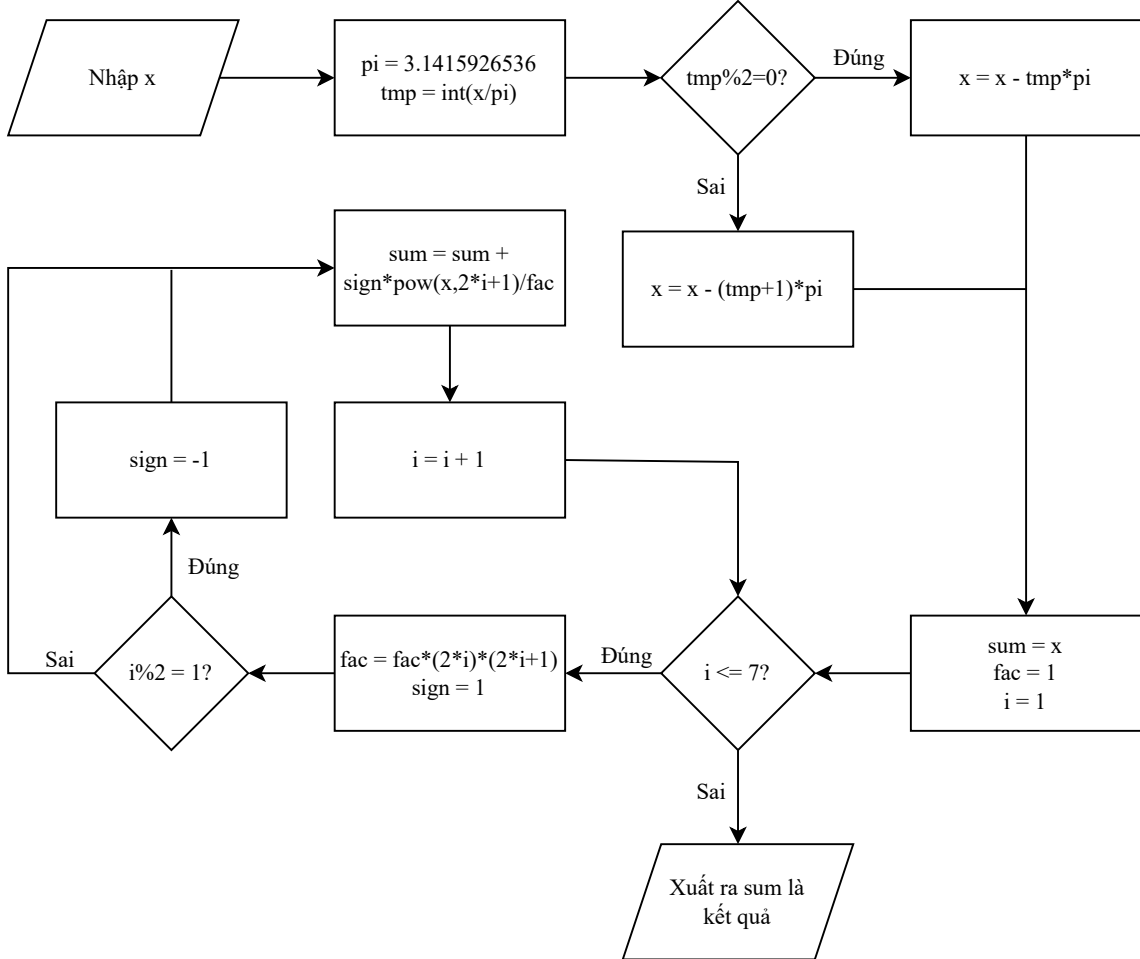 Nhập x
pi = 3.1415926536
tmp = int(x/pi)
tmp%2=0?
Đúng
x = x - tmp*pi
Sai
x = x - (tmp+1)*pi
sum = sum +
sign*pow(x,2*i+1)/fac
sign = -1
i = i + 1
Đúng
Sai
i%2 = 1?
fac = fac*(2*i)*(2*i+1)
sign = 1
Đúng
i <= 7?
sum = x
fac = 1
i = 1
Sai
Xuất ra sum là
kết quả